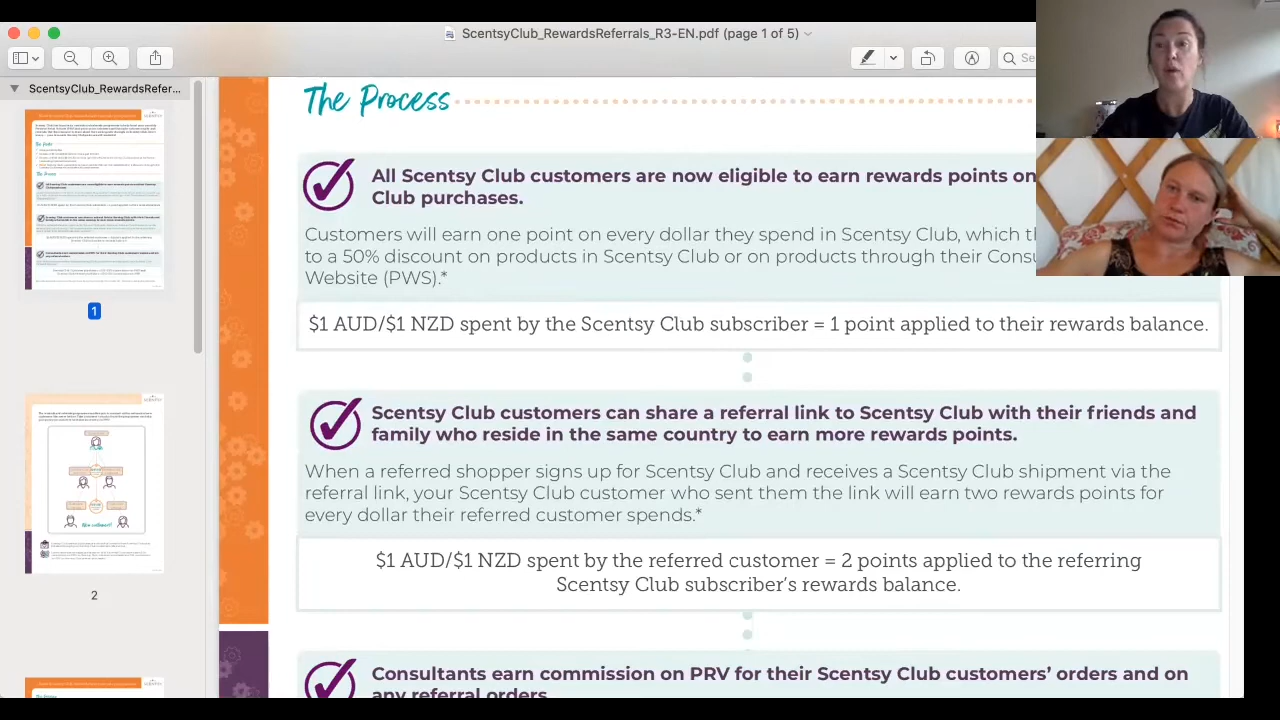 ScentsyClub_RewardsReferrals_R3-EN.pdf (page 1 of 5)
Se
ScentsyClub_RewardsRefer...
1
2
The Process
All Scentsy Club customers are now eligible to earn rewards points on
Club purchases.
Customers will earn one point on every dollar they spend in Scentsy Club, which th
to a 50% discount on products in Scentsy Club or on products through their Consu
Website (PWS).*
$1 AUD/$1 NZD spent by the Scentsy Club subscriber = 1 point applied to their rewards balance.
Scentsy Club customers can share a referral link to Scentsy Club with their friends and
family who reside in the same country to earn more rewards points.
When a referred shopper signs up for Scentsy Club and receives a Scentsy Club shipment via the
referral link, your Scentsy Club customer who sent them the link will earn two rewards points for
every dollar their referred customer spends.*
$1 AUD/$1 NZD spent by the referred customer = 2 points applied to the referring
Scentsy Club subscriber's rewards balance.
Consultants earn commission on PRV for their Scentsy Club customers' orders and on
any referral orders